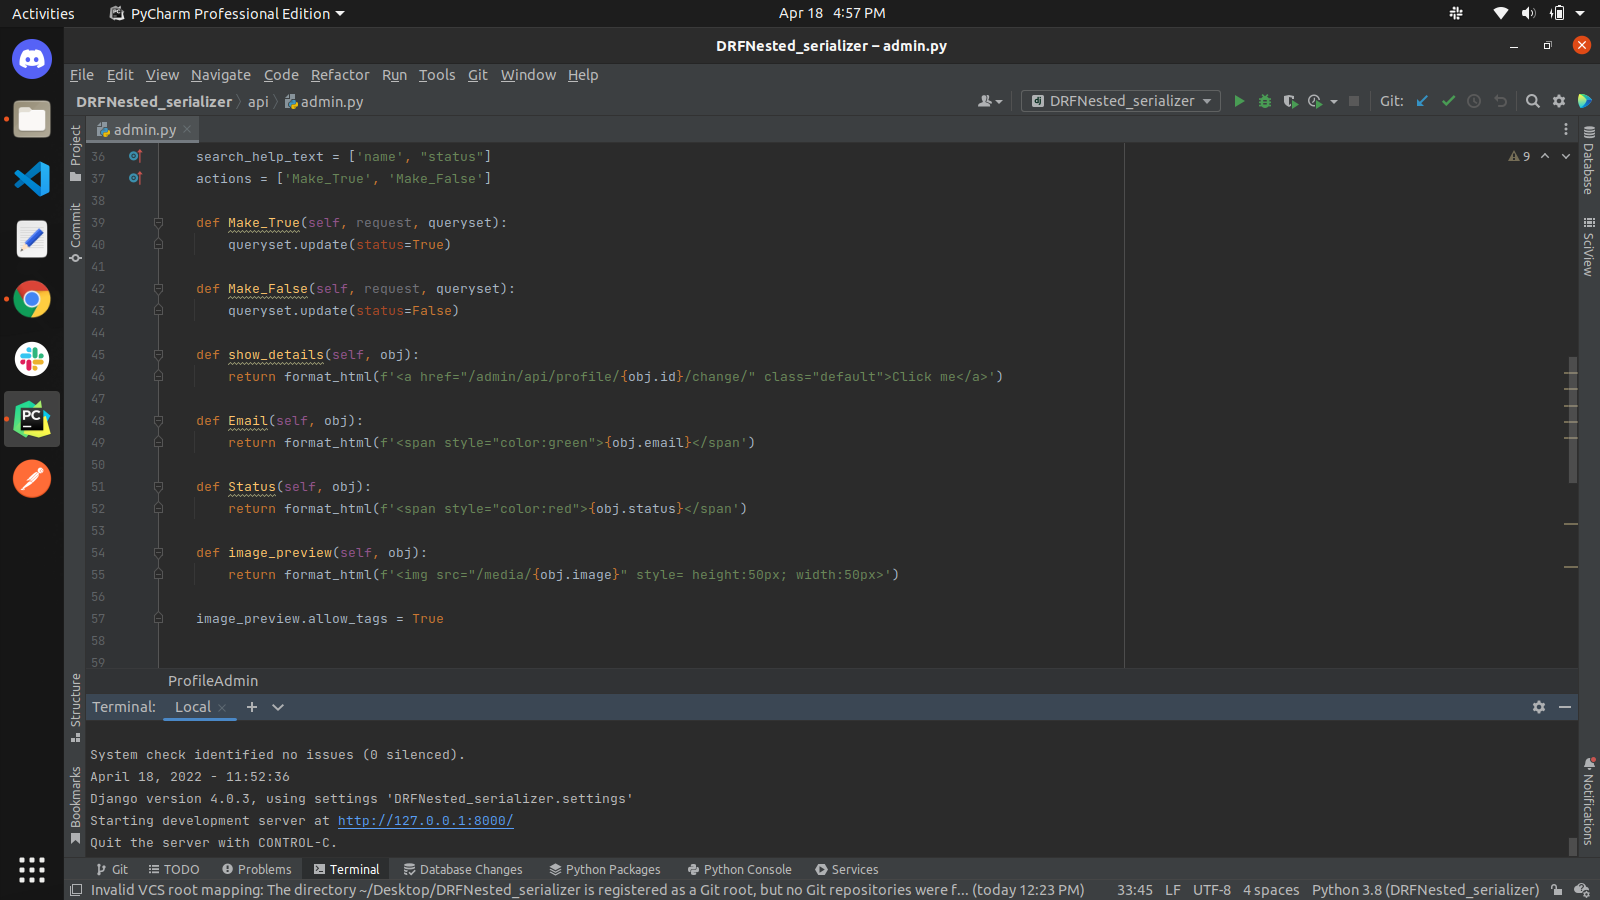 Activities PyCharm Professional Edition Apr 18 4:57 PM
DRFNested_serializer – admin.py
File Edit View Navigate Code Refactor Run Tools Git Window Help
DRFNested_serializer api admin.py DRFNested_serializer Git:
admin.py
Project
Commit
Structure
Bookmarks
Database
SciView
Notifications
9
36 search_help_text = ['name', "status"]
37 actions = ['Make_True', 'Make_False']
38
39 def Make_True(self, request, queryset):
40 queryset.update(status=True)
41
42 def Make_False(self, request, queryset):
43 queryset.update(status=False)
44
45 def show_details(self, obj):
46 return format_html(f'<a href="/admin/api/profile/{obj.id}/change/" class="default">Click me</a>')
47
48 def Email(self, obj):
49 return format_html(f'<span style="color:green">{obj.email}</span')
50
51 def Status(self, obj):
52 return format_html(f'<span style="color:red">{obj.status}</span')
53
54 def image_preview(self, obj):
55 return format_html(f'<img src="/media/{obj.image}" style= height:50px; width:50px>')
56
57 image_preview.allow_tags = True
58
59
ProfileAdmin
Terminal: Local
System check identified no issues (0 silenced).
April 18, 2022 - 11:52:36
Django version 4.0.3, using settings 'DRFNested_serializer.settings'
Starting development server at http://127.0.0.1:8000/
Quit the server with CONTROL-C.
Git TODO Problems Terminal Database Changes Python Packages Python Console Services
Invalid VCS root mapping: The directory ~/Desktop/DRFNested_serializer is registered as a Git root, but no Git repositories were f... (today 12:23 PM) 33:45 LF UTF-8 4 spaces Python 3.8 (DRFNested_serializer)
PC